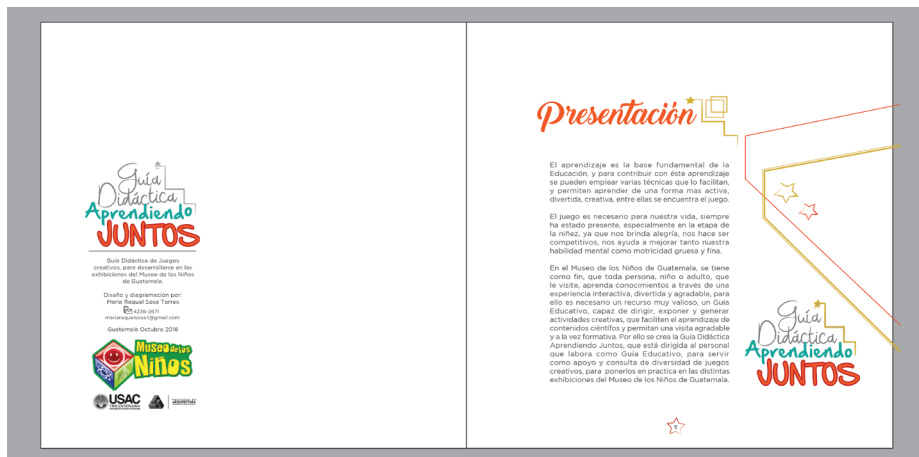 Guía
Didáctica
Aprendiendo
JUNTOS
Guía Didáctica de Juegos
creativos, para desarrollarse en las
exhibiciones del Museo de los Niños
de Guatemala.
Diseño y diagramación por:
María Raquel Sosa Torres
4236-2671
mariaraquelsosa1@gmail.com
Guatemala Octubre 2016
Museo de los
Niños
USAC
TRICENTENARIA
Presentación
El aprendizaje es la base fundamental de la
Educación, y para contribuir con éste aprendizaje
se pueden emplear varias técnicas que lo facilitan,
y permiten aprender de una forma mas activa,
divertida, creativa, entre ellas se encuentra el juego.
El juego es necesario para nuestra vida, siempre
ha estado presente, especialmente en la etapa de
la niñez, ya que nos brinda alegría, nos hace ser
competitivos, nos ayuda a mejorar tanto nuestra
habilidad mental como motricidad gruesa y fina.
En el Museo de los Niños de Guatemala, se tiene
como fin, que toda persona, niño o adulto, que
le visite, aprenda conocimientos a través de una
experiencia interactiva, divertida y agradable, para
ello es necesario un recurso muy valioso, un Guía
Educativo, capaz de dirigir, exponer y generar
actividades creativas, que faciliten el aprendizaje de
contenidos ciéntifos y permitan una visita agradable
y a la vez formativa. Por ello se crea la Guía Didáctica
Aprendiendo Juntos, que está dirigida al personal
que labora como Guía Educativo, para servir
como apoyo y consulta de diversidad de juegos
creativos, para ponerlos en practica en las distintas
exhibiciones del Museo de los Niños de Guatemala.
Guía
Didáctica
Aprendiendo
JUNTOS